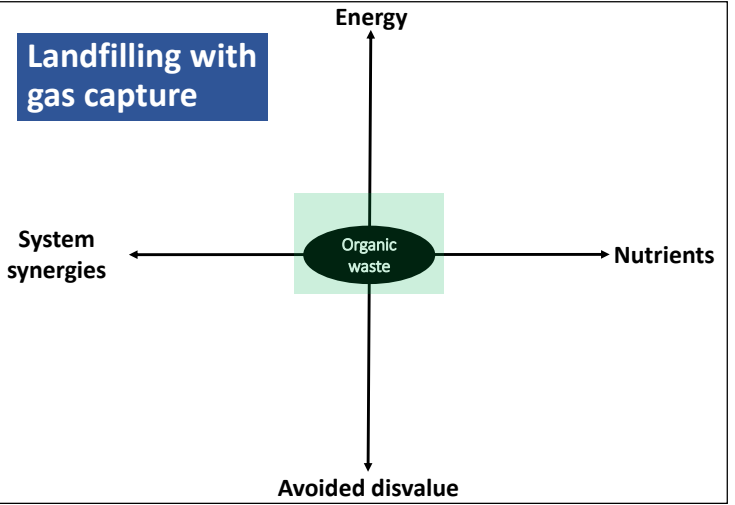 Energy
Landfilling with
gas capture
System
synergies
Organic
waste
Nutrients
Avoided disvalue